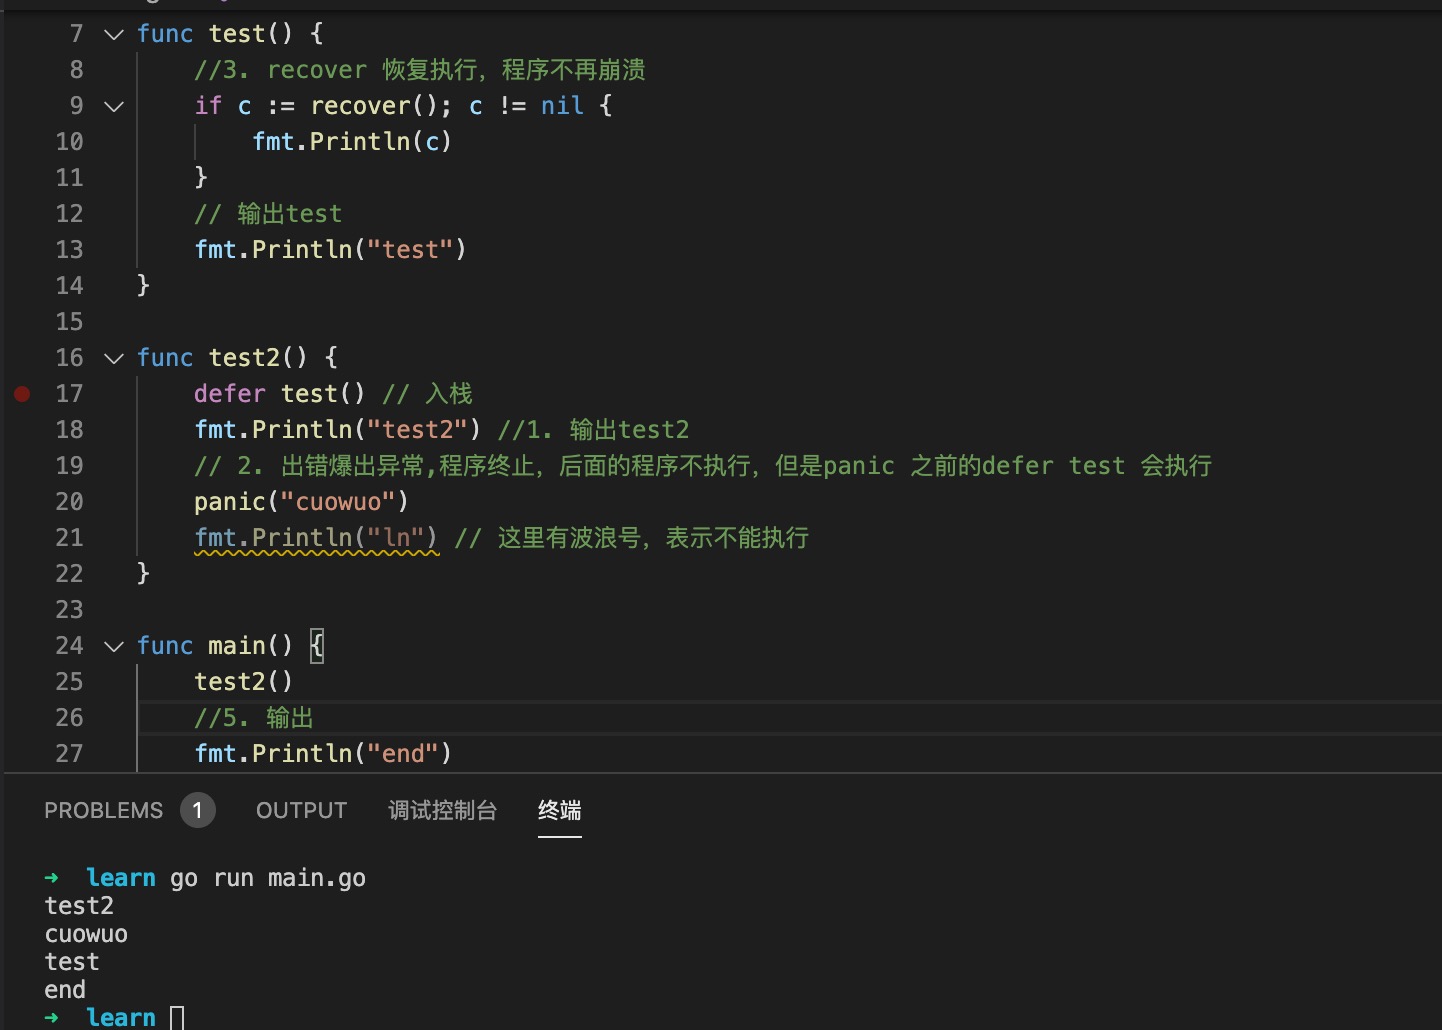 7 func test() {
8 //3. recover 恢复执行，程序不再崩溃
9 if c := recover(); c != nil {
10 fmt.Println(c)
11 }
12 // 输出test
13 fmt.Println("test")
14 }
15
16 func test2() {
17 defer test() // 入栈
18 fmt.Println("test2") //1. 输出test2
19 // 2. 出错爆出异常,程序终止，后面的程序不执行，但是panic 之前的defer test 会执行
20 panic("cuowuo")
21 fmt.Println("ln") // 这里有波浪号，表示不能执行
22 }
23
24 func main() {
25 test2()
26 //5. 输出
27 fmt.Println("end")
PROBLEMS 1 OUTPUT 调试控制台 终端
➜ learn go run main.go
test2
cuowuo
test
end
➜ learn